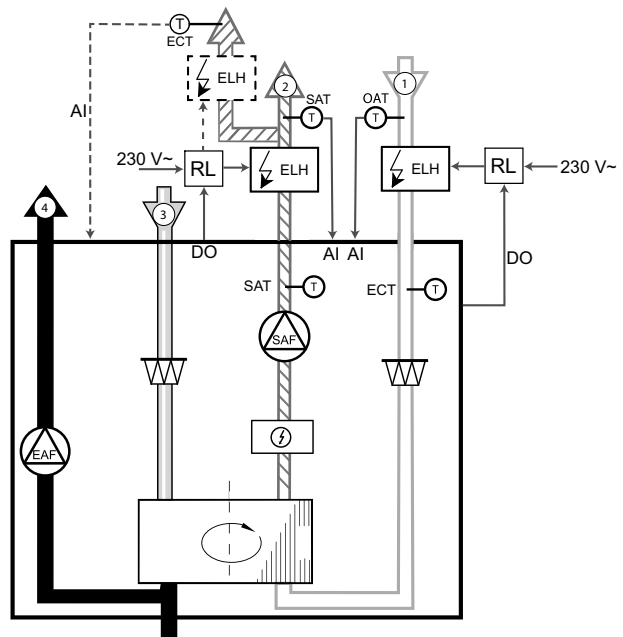 T
ECT
ELH
AI
2
SAT
T
OAT
T
1
230 V~
RL
ELH
ELH
RL
230 V~
4
3
DO
AI
AI
DO
SAT
T
ECT
T
SAF
EAF